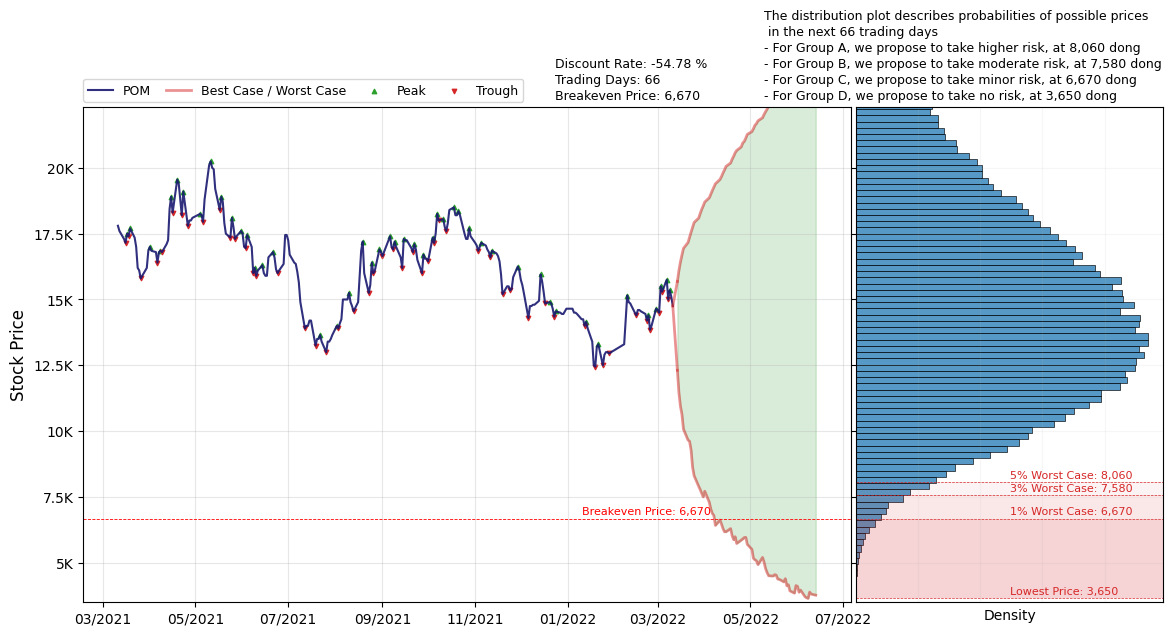 The distribution plot describes probabilities of possible prices
in the next 66 trading days
- For Group A, we propose to take higher risk, at 8,060 dong
- For Group B, we propose to take moderate risk, at 7,580 dong
- For Group C, we propose to take minor risk, at 6,670 dong
- For Group D, we propose to take no risk, at 3,650 dong
Discount Rate: -54.78 %
Trading Days: 66
Breakeven Price: 6,670
POM
Best Case / Worst Case
Peak
Trough
Stock Price
20K
17.5K
15K
12.5K
10K
7.5K
5K
Breakeven Price: 6,670
5% Worst Case: 8,060
3% Worst Case: 7,580
1% Worst Case: 6,670
Lowest Price: 3,650
03/2021
05/2021
07/2021
09/2021
11/2021
01/2022
03/2022
05/2022
07/2022
Density